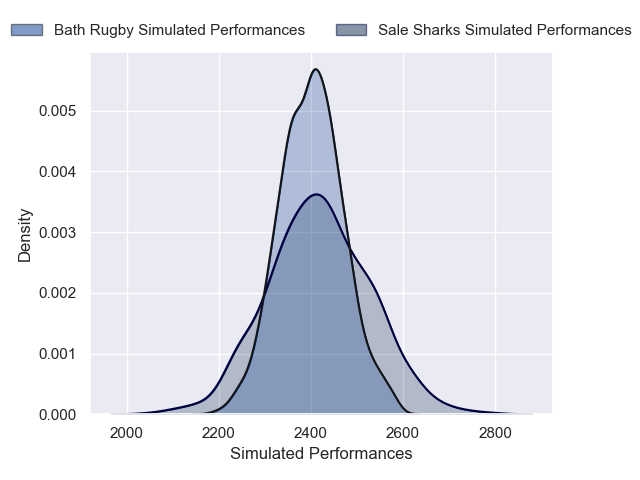 Bath Rugby Simulated Performances
Sale Sharks Simulated Performances
0.005
0.004
0.003
0.002
0.001
0.000
Density
2000
2200
2400
2600
2800
Simulated Performances